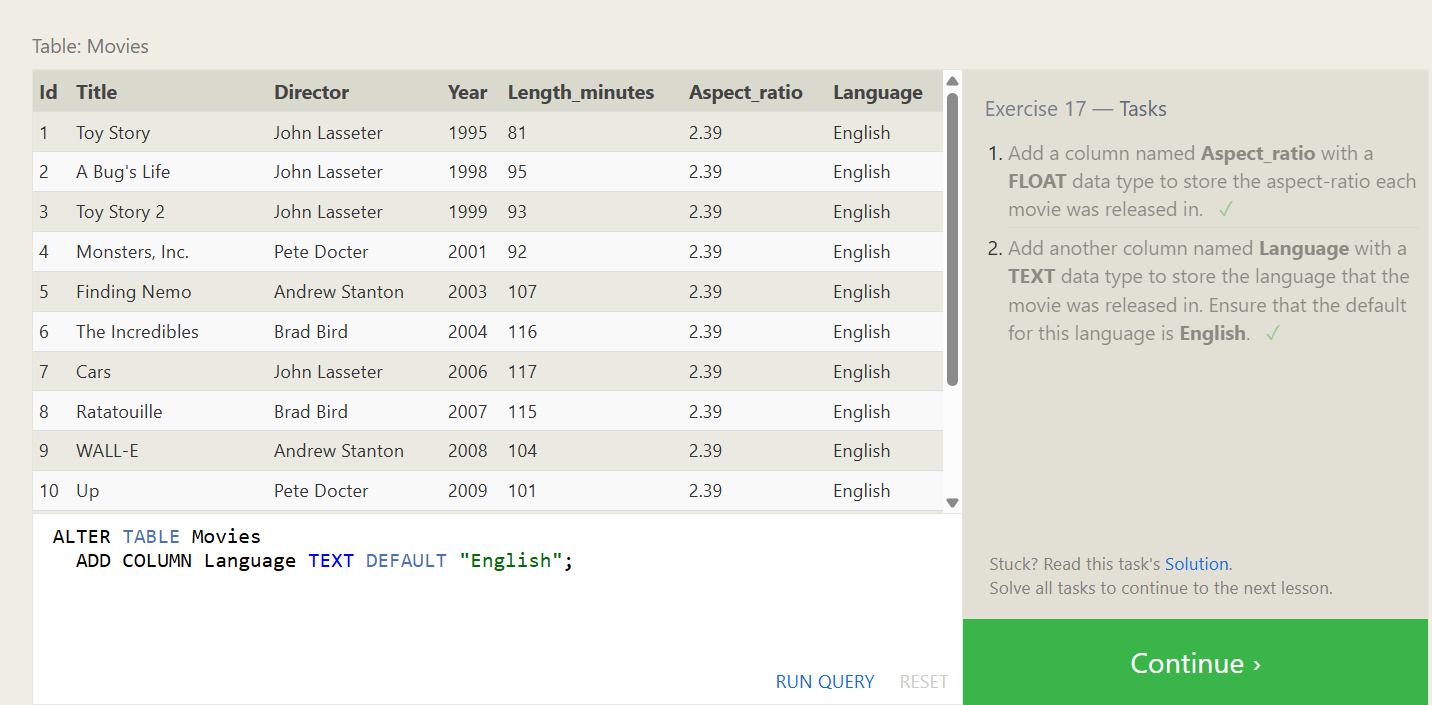 Table: Movies
Id Title Director Year Length_minutes Aspect_ratio Language
1 Toy Story John Lasseter 1995 81 2.39 English
2 A Bug's Life John Lasseter 1998 95 2.39 English
3 Toy Story 2 John Lasseter 1999 93 2.39 English
4 Monsters, Inc. Pete Docter 2001 92 2.39 English
5 Finding Nemo Andrew Stanton 2003 107 2.39 English
6 The Incredibles Brad Bird 2004 116 2.39 English
7 Cars John Lasseter 2006 117 2.39 English
8 Ratatouille Brad Bird 2007 115 2.39 English
9 WALL-E Andrew Stanton 2008 104 2.39 English
10 Up Pete Docter 2009 101 2.39 English
ALTER TABLE Movies
ADD COLUMN Language TEXT DEFAULT "English";
RUN QUERY RESET
Exercise 17 — Tasks
1. Add a column named Aspect_ratio with a
FLOAT data type to store the aspect-ratio each
movie was released in. ✓
2. Add another column named Language with a
TEXT data type to store the language that the
movie was released in. Ensure that the default
for this language is English. ✓
Stuck? Read this task's Solution.
Solve all tasks to continue to the next lesson.
Continue ›